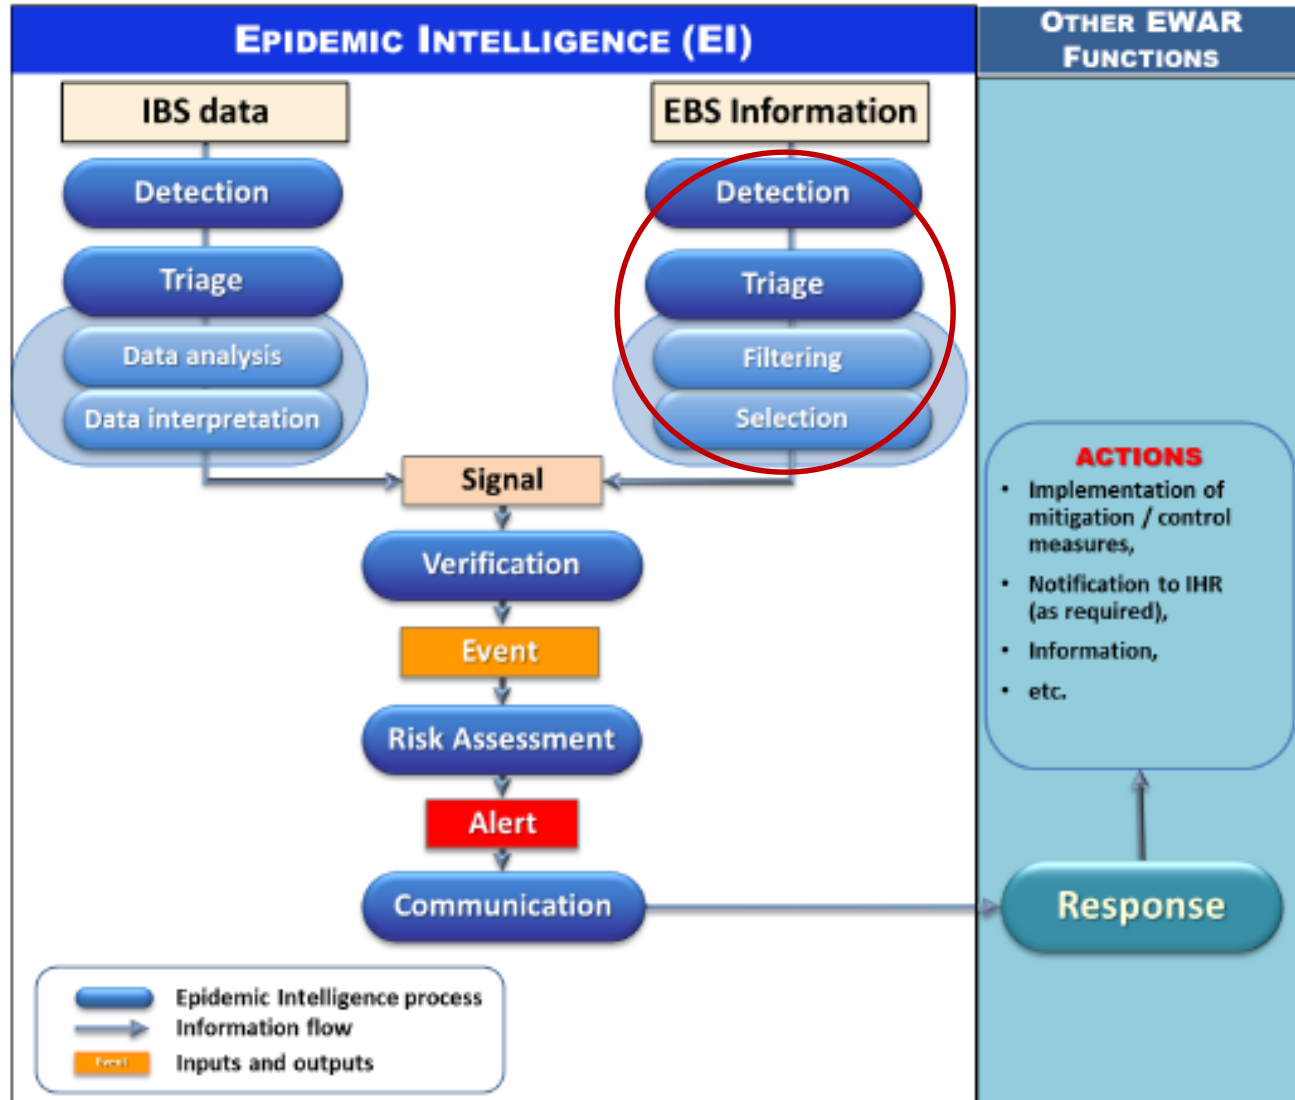 EPIDEMIC INTELLIGENCE (EI)
OTHER EWAR
FUNCTIONS
IBS data
EBS Information
Detection
Detection
Triage
Triage
Data analysis
Filtering
Data interpretation
Selection
Signal
Verification
Event
Risk Assessment
Alert
Communication
Response
ACTIONS
• Implementation of
mitigation / control
measures,
• Notification to IHR
(as required),
• Information,
• etc.
Epidemic Intelligence process
Information flow
Event
Inputs and outputs